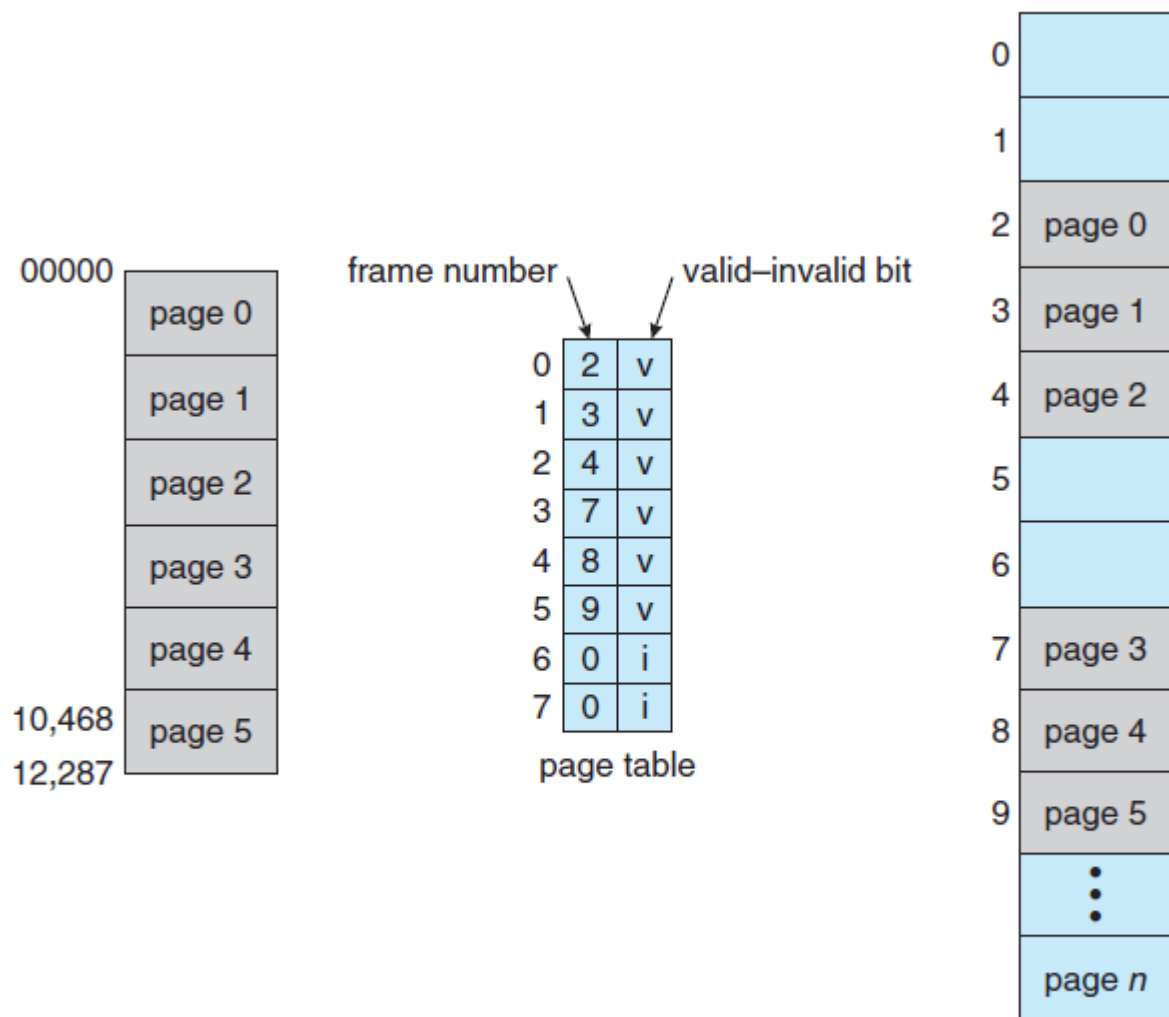 00000
page 0
page 1
page 2
page 3
page 4
10,468
page 5
12,287
frame number
valid–invalid bit
0 2 v
1 3 v
2 4 v
3 7 v
4 8 v
5 9 v
6 0 i
7 0 i
page table
0
1
2 page 0
3 page 1
4 page 2
5
6
7 page 3
8 page 4
9 page 5
page n